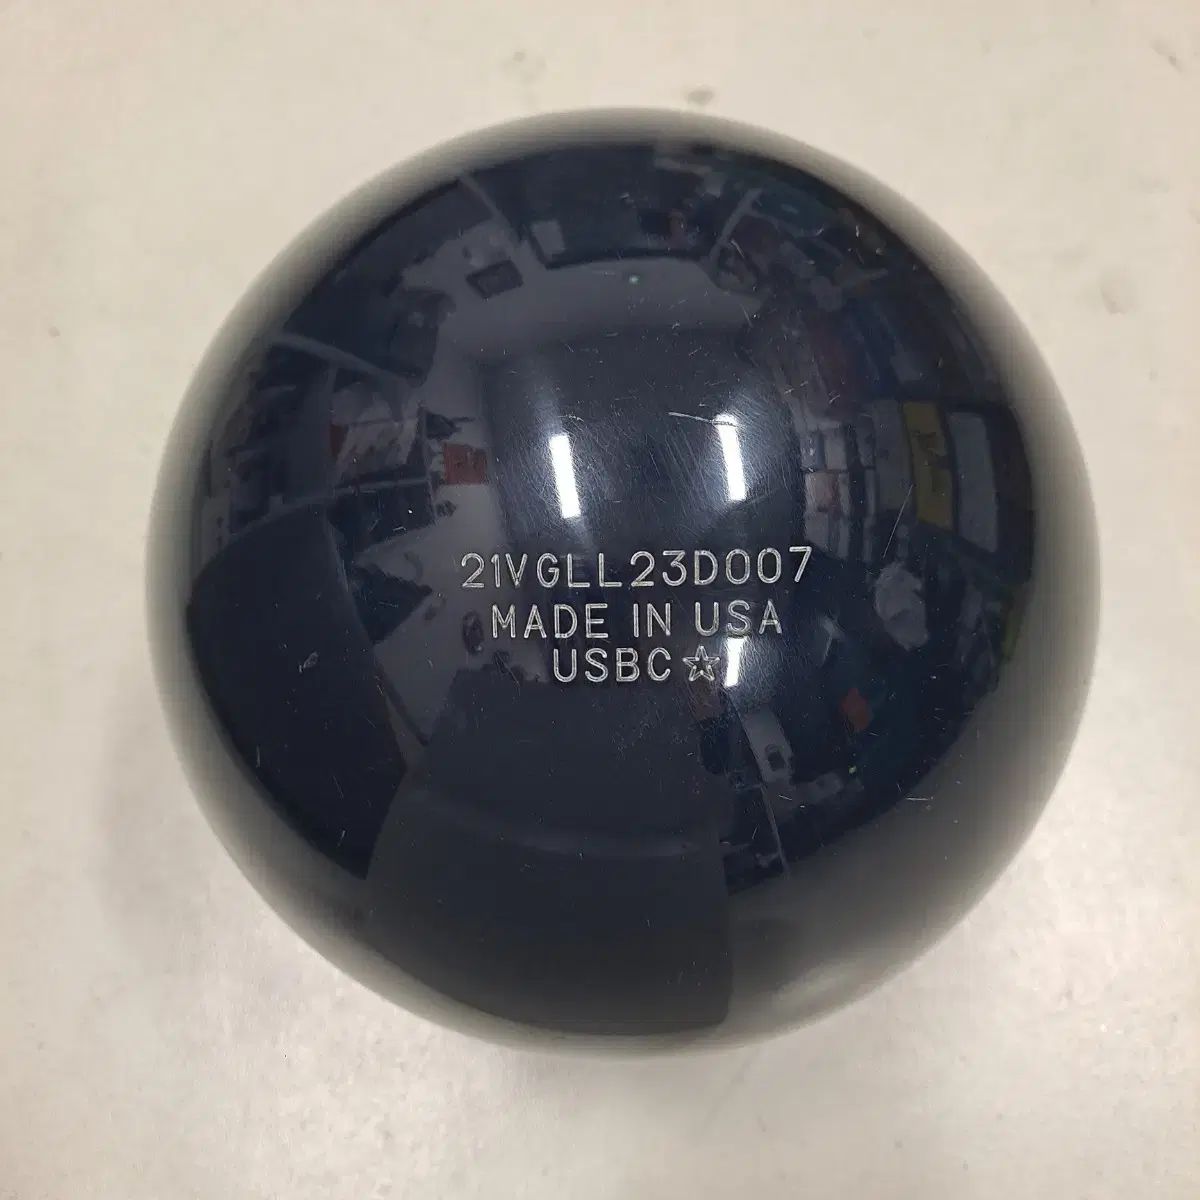 21VGLL23D007
MADE IN USA
USBC☆